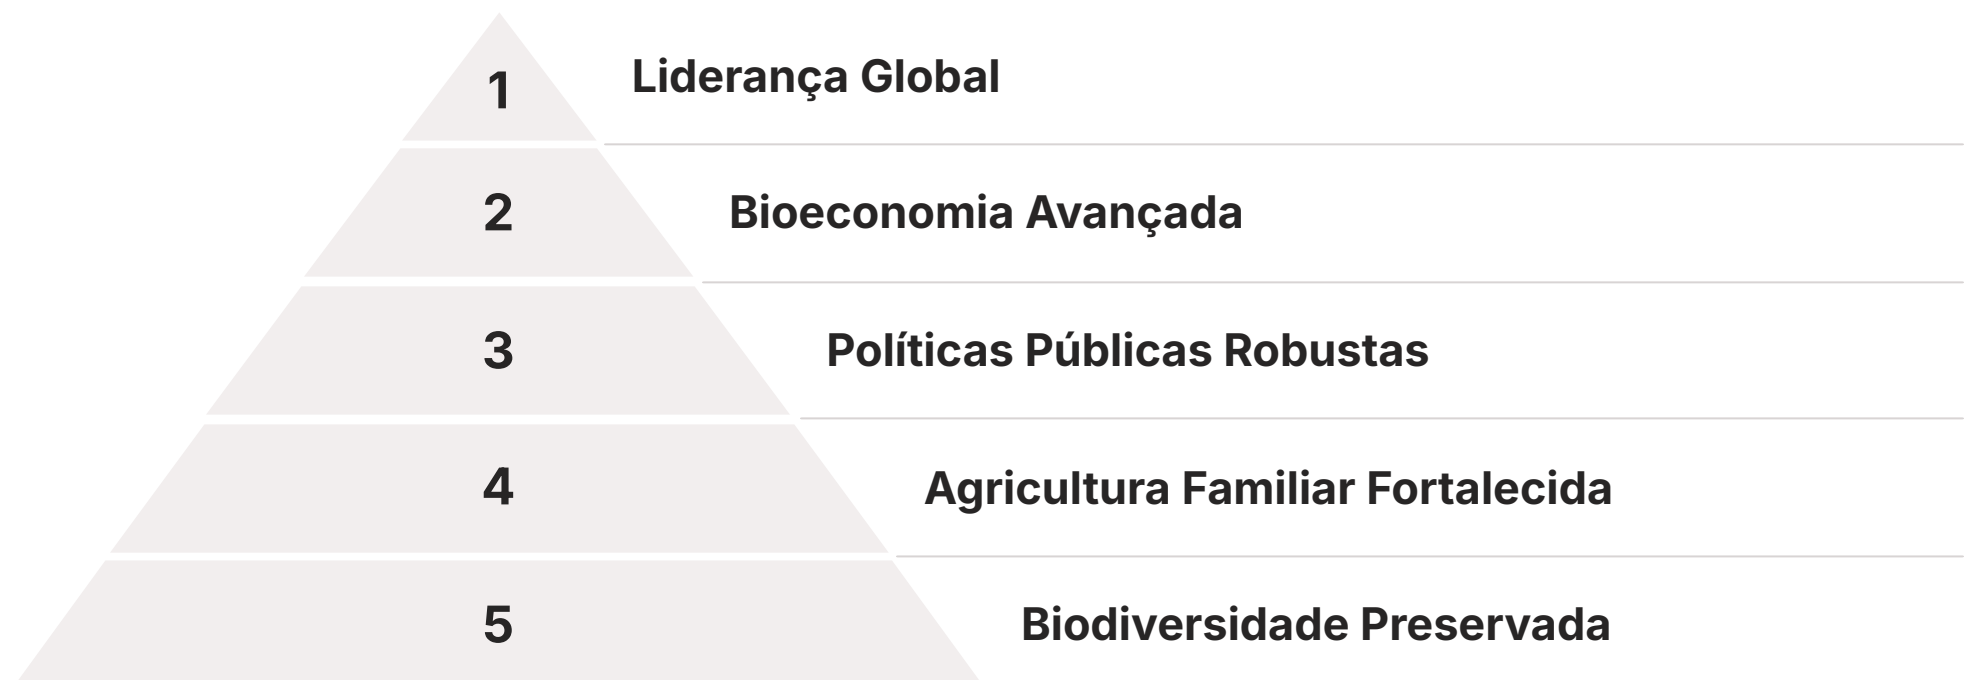 1 Liderança Global
2 Bioeconomia Avançada
3 Políticas Públicas Robustas
4 Agricultura Familiar Fortalecida
5 Biodiversidade Preservada